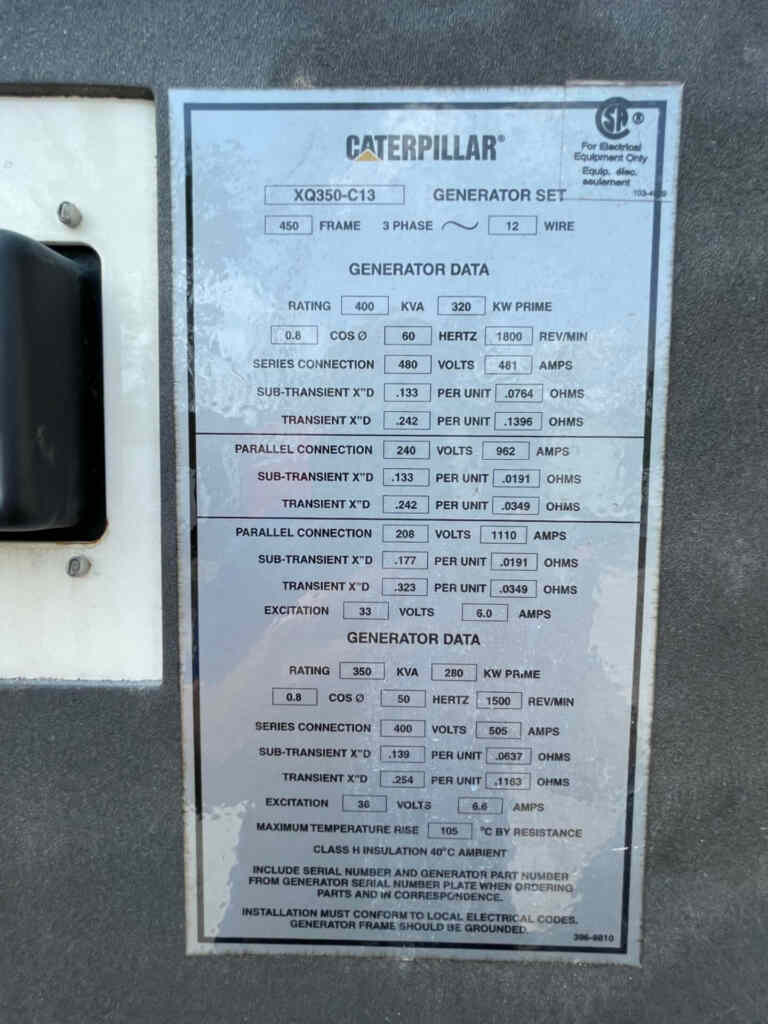 CATERPILLAR®
SA ®
For Electrical
Equipment Only
Equip. élec.
seulement
XQ350-C13 GENERATOR SET
450 FRAME 3 PHASE 12 WIRE
GENERATOR DATA
RATING 400 KVA 320 KW PRIME
0.8 COS Ø 60 HERTZ 1800 REV/MIN
SERIES CONNECTION 480 VOLTS 481 AMPS
SUB-TRANSIENT X"D .133 PER UNIT .0764 OHMS
TRANSIENT X"D .242 PER UNIT .1396 OHMS
PARALLEL CONNECTION 240 VOLTS 962 AMPS
SUB-TRANSIENT X"D .133 PER UNIT .0191 OHMS
TRANSIENT X"D .242 PER UNIT .0349 OHMS
PARALLEL CONNECTION 208 VOLTS 1110 AMPS
SUB-TRANSIENT X"D .177 PER UNIT .0191 OHMS
TRANSIENT X"D .323 PER UNIT .0349 OHMS
EXCITATION 33 VOLTS 6.0 AMPS
GENERATOR DATA
RATING 350 KVA 280 KW PRIME
0.8 COS Ø 50 HERTZ 1500 REV/MIN
SERIES CONNECTION 400 VOLTS 505 AMPS
SUB-TRANSIENT X"D .139 PER UNIT .0637 OHMS
TRANSIENT X"D .254 PER UNIT .1163 OHMS
EXCITATION 36 VOLTS 6.6 AMPS
MAXIMUM TEMPERATURE RISE 105 °C BY RESISTANCE
CLASS H INSULATION 40°C AMBIENT
INCLUDE SERIAL NUMBER AND GENERATOR PART NUMBER
FROM GENERATOR SERIAL NUMBER PLATE WHEN ORDERING
PARTS AND IN CORRESPONDENCE.
INSTALLATION MUST CONFORM TO LOCAL ELECTRICAL CODES.
GENERATOR FRAME SHOULD BE GROUNDED.
396-9810